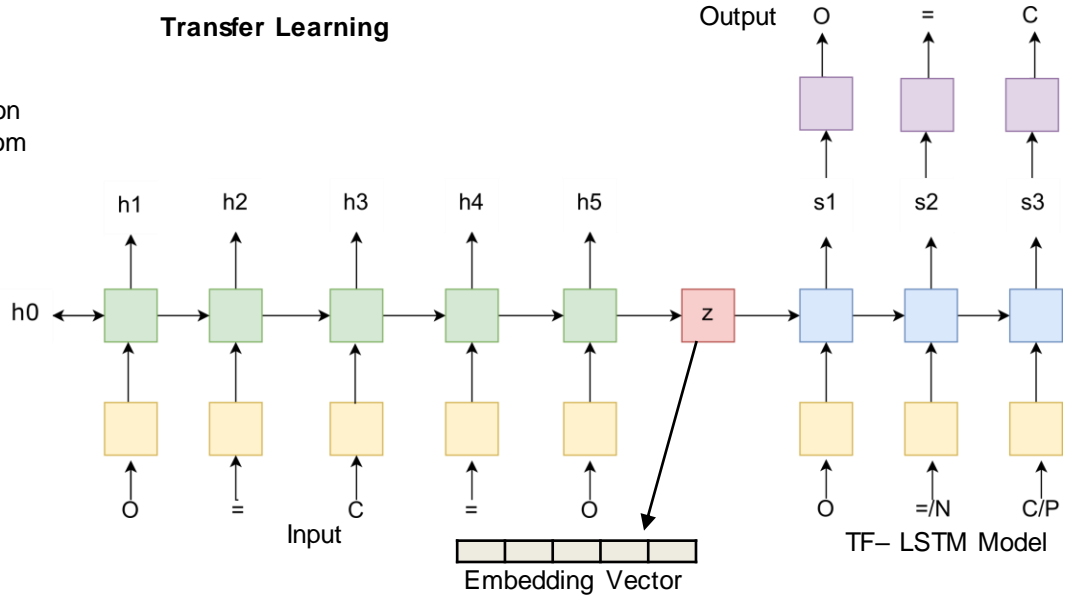 Transfer Learning
Output O = C
on
om
h1 h2 h3 h4 h5 s1 s2 s3
h0 z
O = C = O O =/N C/P
Input
TF– LSTM Model
Embedding Vector